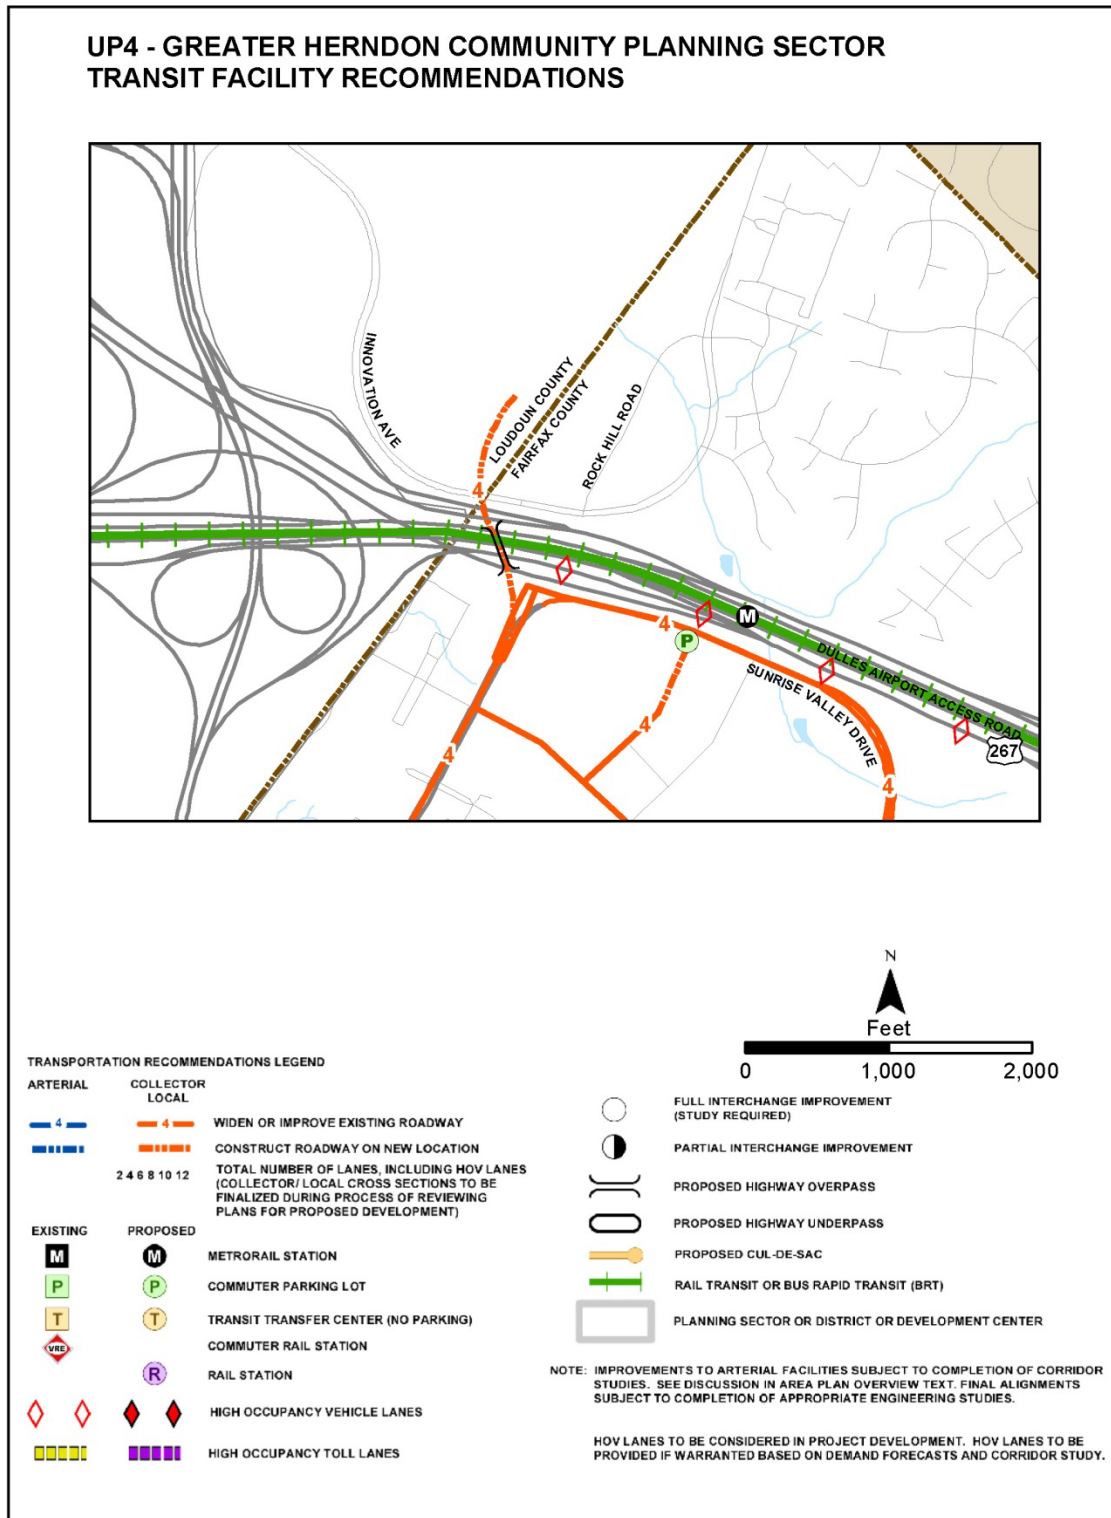 UP4 - GREATER HERNDON COMMUNITY PLANNING SECTOR
TRANSIT FACILITY RECOMMENDATIONS
INNOVATION AVE
LOUDOUN COUNTY
FAIRFAX COUNTY
ROCK HILL ROAD
4
M
4
P
DULLES AIRPORT ACCESS ROAD
SUNRISE VALLEY DRIVE
267
4
4
4
N
Feet
0 1,000 2,000
TRANSPORTATION RECOMMENDATIONS LEGEND
ARTERIAL
COLLECTOR
LOCAL
4 4 WIDEN OR IMPROVE EXISTING ROADWAY
CONSTRUCT ROADWAY ON NEW LOCATION
2 4 6 8 10 12
TOTAL NUMBER OF LANES, INCLUDING HOV LANES
(COLLECTOR/ LOCAL CROSS SECTIONS TO BE
FINALIZED DURING PROCESS OF REVIEWING
PLANS FOR PROPOSED DEVELOPMENT)
EXISTING PROPOSED
M M METRORAIL STATION
P P COMMUTER PARKING LOT
T T TRANSIT TRANSFER CENTER (NO PARKING)
VRE COMMUTER RAIL STATION
R RAIL STATION
HIGH OCCUPANCY VEHICLE LANES
HIGH OCCUPANCY TOLL LANES
FULL INTERCHANGE IMPROVEMENT
(STUDY REQUIRED)
PARTIAL INTERCHANGE IMPROVEMENT
PROPOSED HIGHWAY OVERPASS
PROPOSED HIGHWAY UNDERPASS
PROPOSED CUL-DE-SAC
RAIL TRANSIT OR BUS RAPID TRANSIT (BRT)
PLANNING SECTOR OR DISTRICT OR DEVELOPMENT CENTER
NOTE: IMPROVEMENTS TO ARTERIAL FACILITIES SUBJECT TO COMPLETION OF CORRIDOR
STUDIES. SEE DISCUSSION IN AREA PLAN OVERVIEW TEXT. FINAL ALIGNMENTS
SUBJECT TO COMPLETION OF APPROPRIATE ENGINEERING STUDIES.
HOV LANES TO BE CONSIDERED IN PROJECT DEVELOPMENT. HOV LANES TO BE
PROVIDED IF WARRANTED BASED ON DEMAND FORECASTS AND CORRIDOR STUDY.